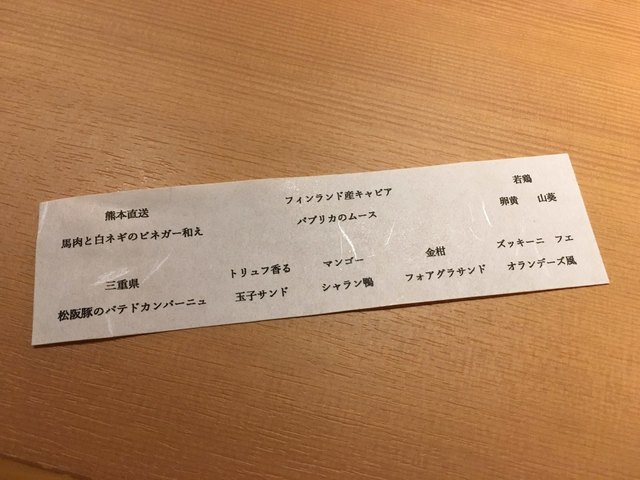 熊本直送
馬肉と白ネギのビネガー和え
フィンランド産キャビア
パプリカのムース
若鶏
卵黄 山葵
三重県
松阪豚のパテドカンパーニュ
トリュフ香る
玉子サンド
マンゴー
シャラン鴨
金柑
フォアグラサンド
ズッキーニ フェ
オランデーズ風